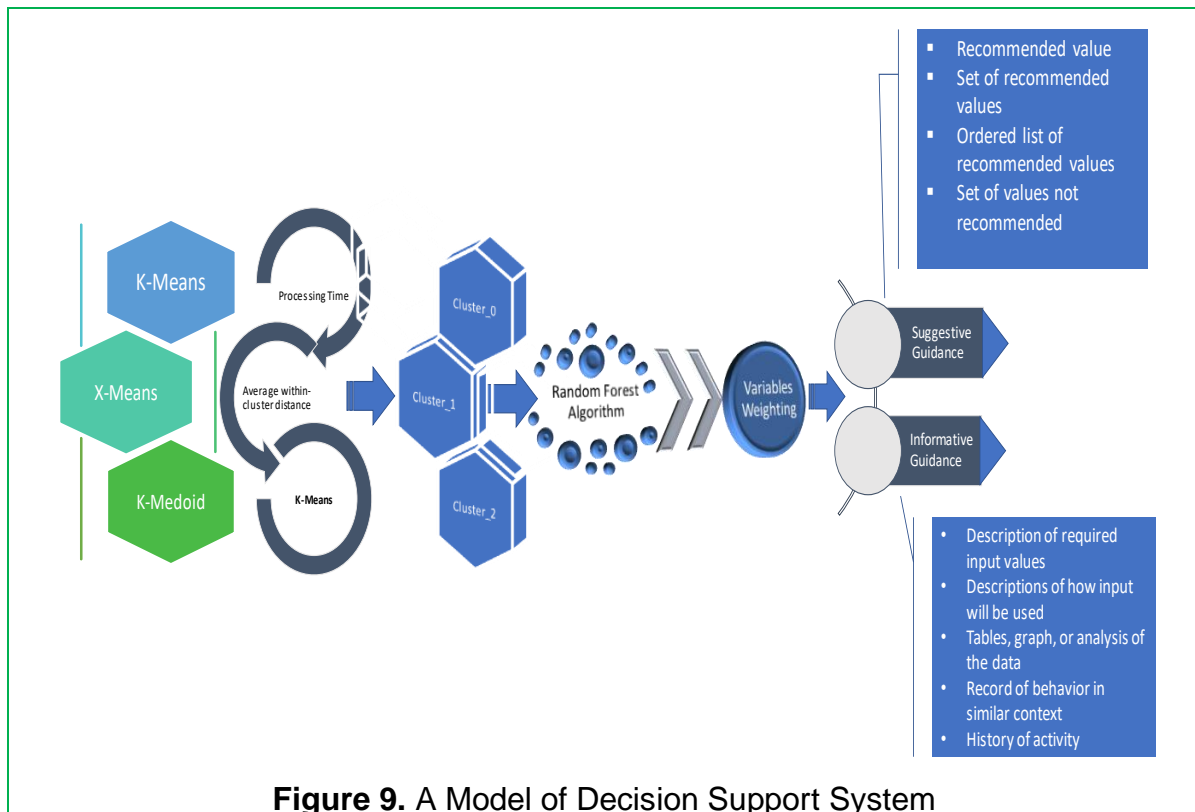 K-Means
X-Means
K-Medoid
Processing Time
Average within-
cluster distance
K-Means
Cluster_0
Cluster_1
Cluster_2
Random Forest
Algorithm
Variables
Weighting
▪ Recommended value
▪ Set of recommended
values
▪ Ordered list of
recommended values
▪ Set of values not
recommended
Suggestive
Guidance
Informative
Guidance
• Description of required
input values
• Descriptions of how input
will be used
• Tables, graph, or analysis of
the data
• Record of behavior in
similar context
• History of activity
Figure 9. A Model of Decision Support System